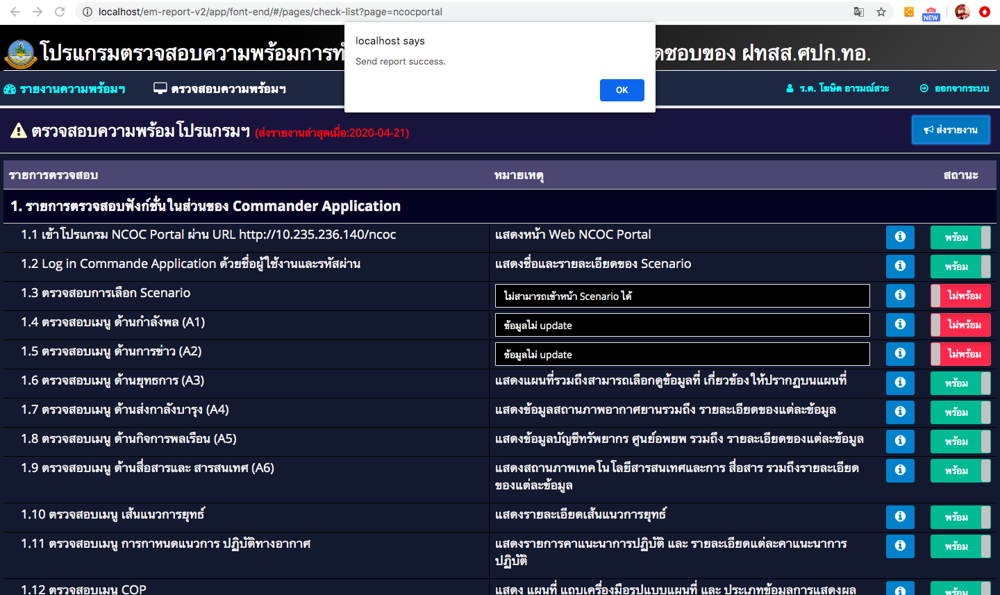 localhost/em-report-v2/app/font-end/#/pages/check-list?page=ncocportal
NEW
localhost says
Send report success.
OK
โปรแกรมตรวจสอบความพร้อมการทำ
ดชอบของ ฝทสส.ศปก.ทอ.
รายงานความพร้อมฯ
ตรวจสอบความพร้อมฯ
ร.ต. โฆษิต อารมณ์สวะ
ออกจากระบบ
ตรวจสอบความพร้อมโปรแกรมฯ (ส่งรายงานล่าสุดเมื่อ:2020-04-21)
ส่งรายงาน
รายการตรวจสอบ หมายเหตุ สถานะ
1. รายการตรวจสอบฟังก์ชั่นในส่วนของ Commander Application
1.1 เข้าโปรแกรม NCOC Portal ผ่าน URL http://10.235.236.140/ncoc แสดงหน้า Web NCOC Portal พร้อม
1.2 Log in Commande Application ด้วยชื่อผู้ใช้งานและรหัสผ่าน แสดงชื่อและรายละเอียดของ Scenario พร้อม
1.3 ตรวจสอบการเลือก Scenario ไม่สามารถเข้าหน้า Scenario ได้ ไม่พร้อม
1.4 ตรวจสอบเมนู ด้านกำลังพล (A1) ข้อมูลไม่ update ไม่พร้อม
1.5 ตรวจสอบเมนู ด้านการข่าว (A2) ข้อมูลไม่ update ไม่พร้อม
1.6 ตรวจสอบเมนู ด้านยุทธการ (A3) แสดงแผนที่รวมถึงสามารถเลือกดูข้อมูลที่ เกี่ยวข้องให้ปรากฏบนแผนที่ พร้อม
1.7 ตรวจสอบเมนู ด้านส่งกาลังบารุง (A4) แสดงข้อมูลสถานภาพอากาศยานรวมถึง รายละเอียดของแต่ละข้อมูล พร้อม
1.8 ตรวจสอบเมนู ด้านกิจการพลเรือน (A5) แสดงข้อมูลบัญชีทรัพยากร ศูนย์อพยพ รวมถึง รายละเอียดของแต่ละข้อมูล พร้อม
1.9 ตรวจสอบเมนู ด้านสื่อสารและ สารสนเทศ (A6) แสดงสถานภาพเทคโนโลยีสารสนเทศและการ สื่อสาร รวมถึงรายละเอียด พร้อม
ของแต่ละข้อมูล
1.10 ตรวจสอบเมนู เส้นแนวการยุทธ์ แสดงรายละเอียดเส้นแนวการยุทธ์ พร้อม
1.11 ตรวจสอบเมนู การกาหนดแนวการ ปฏิบัติทางอากาศ แสดงรายการคาแนะนาการปฏิบัติ และ รายละเอียดแต่ละคาแนะนาการ พร้อม
ปฏิบัติ
1.12 ตรวจสอบเมนู COP แสดง แผนที่ แถบเครื่องมือรูปแบบแผนที่ และ ประเภทข้อมูลการแสดงผล พร้อม